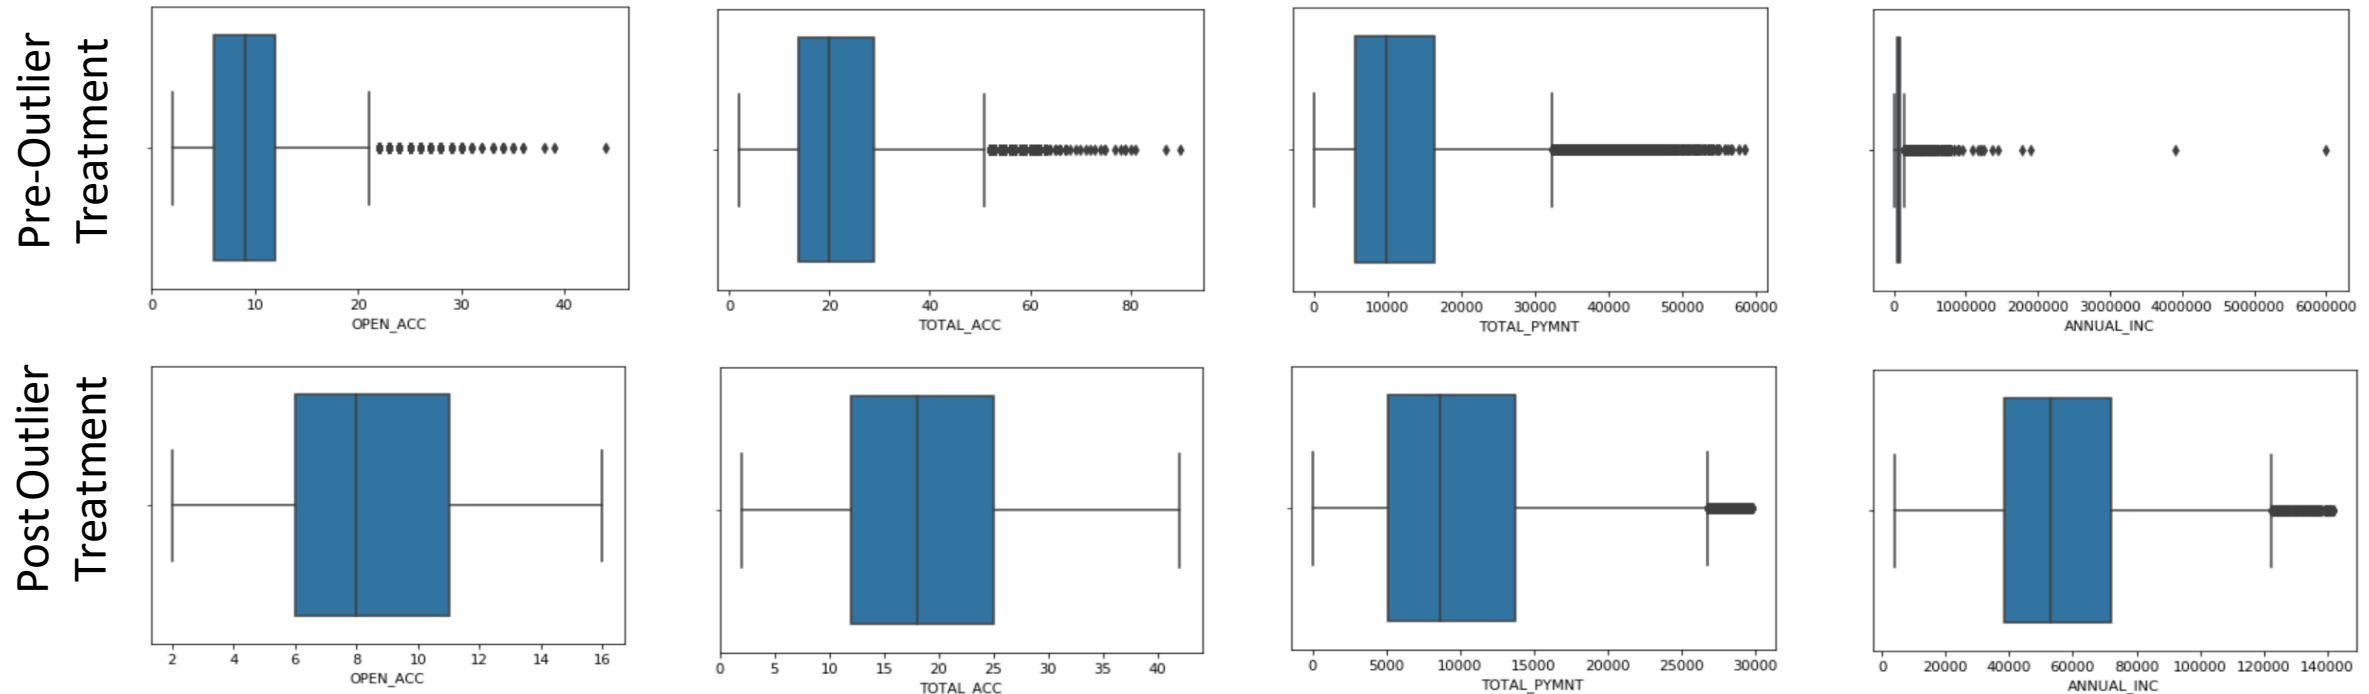 Pre-Outlier
Treatment
0 10 20 30 40
OPEN_ACC
0 20 40 60 80
TOTAL_ACC
0 10000 20000 30000 40000 50000 60000
TOTAL_PYMNT
0 1000000 2000000 3000000 4000000 5000000 6000000
ANNUAL_INC
Post Outlier
Treatment
2 4 6 8 10 12 14 16
OPEN_ACC
0 5 10 15 20 25 30 35 40
TOTAL_ACC
0 5000 10000 15000 20000 25000 30000
TOTAL_PYMNT
0 20000 40000 60000 80000 100000 120000 140000
ANNUAL_INC